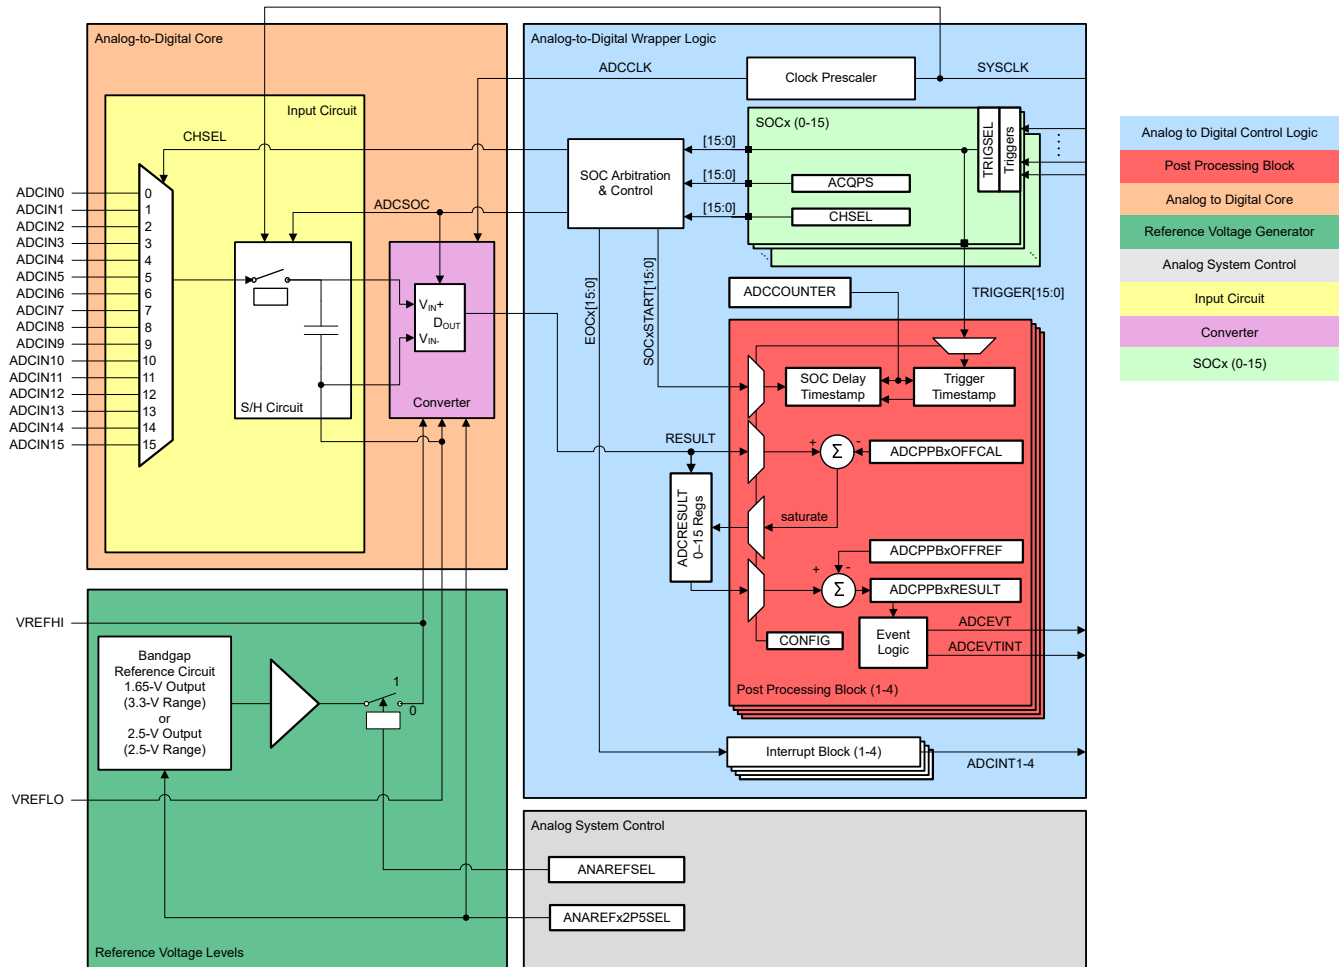 Analog-to-Digital Core
Input Circuit
CHSEL
ADCIN0
ADCIN1
ADCIN2
ADCIN3
ADCIN4
ADCIN5
ADCIN6
ADCIN7
ADCIN8
ADCIN9
ADCIN10
ADCIN11
ADCIN12
ADCIN13
ADCIN14
ADCIN15
0
1
2
3
4
5
6
7
8
9
10
11
12
13
14
15
ADCSOC
S/H Circuit
VIN+
DOUT
VIN-
Converter
Analog-to-Digital Wrapper Logic
ADCCLK
Clock Prescaler
SYSCLK
SOCx (0-15)
[15:0]
[15:0]
[15:0]
TRIGSEL
Triggers
SOC Arbitration
& Control
ACQPS
CHSEL
EOCx[15:0]
SOCxSTART[15:0]
ADCCOUNTER
TRIGGER[15:0]
SOC Delay
Timestamp
Trigger
Timestamp
RESULT
+
Σ
-
ADCPPBxOFFCAL
ADCRESULT
0–15 Regs
saturate
ADCPPBxOFFREF
+
-
Σ
ADCPPBxRESULT
CONFIG
Event
Logic
ADCEVT
ADCEVTINT
Post Processing Block (1-4)
Interrupt Block (1-4)
ADCINT1-4
VREFHI
Bandgap
Reference Circuit
1.65-V Output
(3.3-V Range)
or
2.5-V Output
(2.5-V Range)
1
0
VREFLO
Reference Voltage Levels
Analog System Control
ANAREFSEL
ANAREFx2P5SEL
Analog to Digital Control Logic
Post Processing Block
Analog to Digital Core
Reference Voltage Generator
Analog System Control
Input Circuit
Converter
SOCx (0-15)